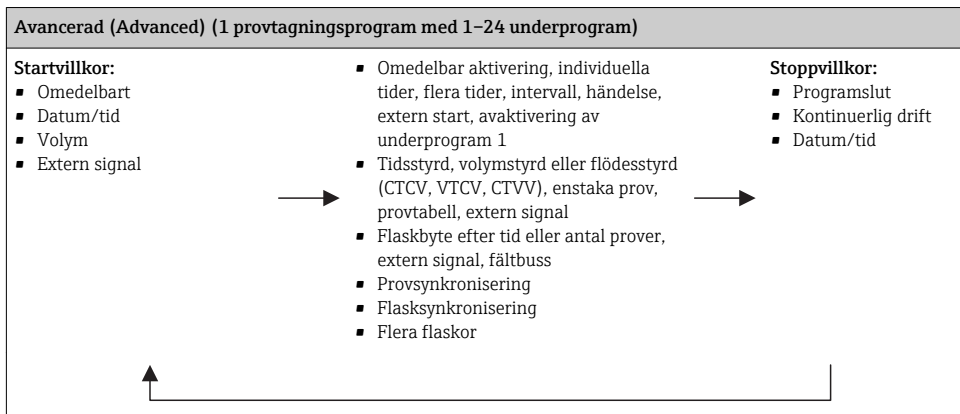 Avancerad (Advanced) (1 provtagningsprogram med 1–24 underprogram)
Startvillkor:
▪ Omedelbart
▪ Datum/tid
▪ Volym
▪ Extern signal
▪ Omedelbar aktivering, individuella
tider, flera tider, intervall, händelse,
extern start, avaktivering av
underprogram 1
▪ Tidsstyrd, volymstyrd eller flödesstyrd
(CTCV, VTCV, CTVV), enstaka prov,
provtabell, extern signal
▪ Flaskbyte efter tid eller antal prover,
extern signal, fältbuss
▪ Provsynkronisering
▪ Flasksynkronisering
▪ Flera flaskor
Stoppvillkor:
▪ Programslut
▪ Kontinuerlig drift
▪ Datum/tid